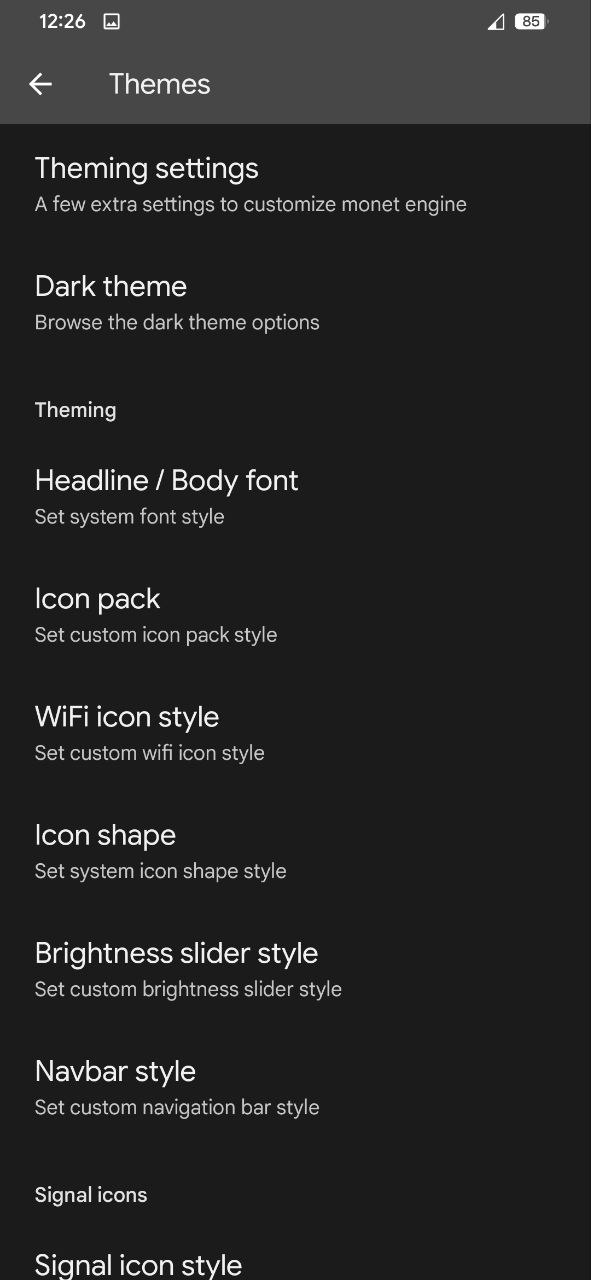 12:26
85
Themes
Theming settings
A few extra settings to customize monet engine
Dark theme
Browse the dark theme options
Theming
Headline / Body font
Set system font style
Icon pack
Set custom icon pack style
WiFi icon style
Set custom wifi icon style
Icon shape
Set system icon shape style
Brightness slider style
Set custom brightness slider style
Navbar style
Set custom navigation bar style
Signal icons
Signal icon style